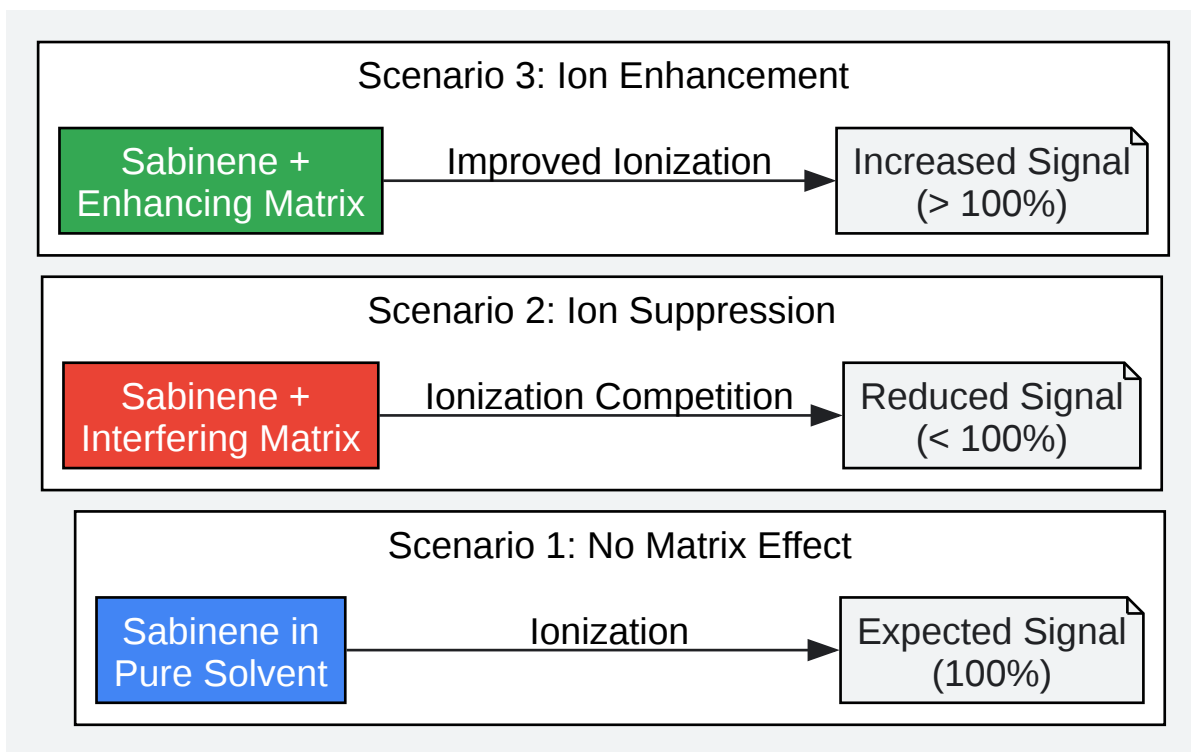 Scenario 3: Ion Enhancement
Sabinene +
Enhancing Matrix
Improved Ionization
Increased Signal
(> 100%)
Scenario 2: Ion Suppression
Sabinene +
Interfering Matrix
Ionization Competition
Reduced Signal
(< 100%)
Scenario 1: No Matrix Effect
Sabinene in
Pure Solvent
Ionization
Expected Signal
(100%)